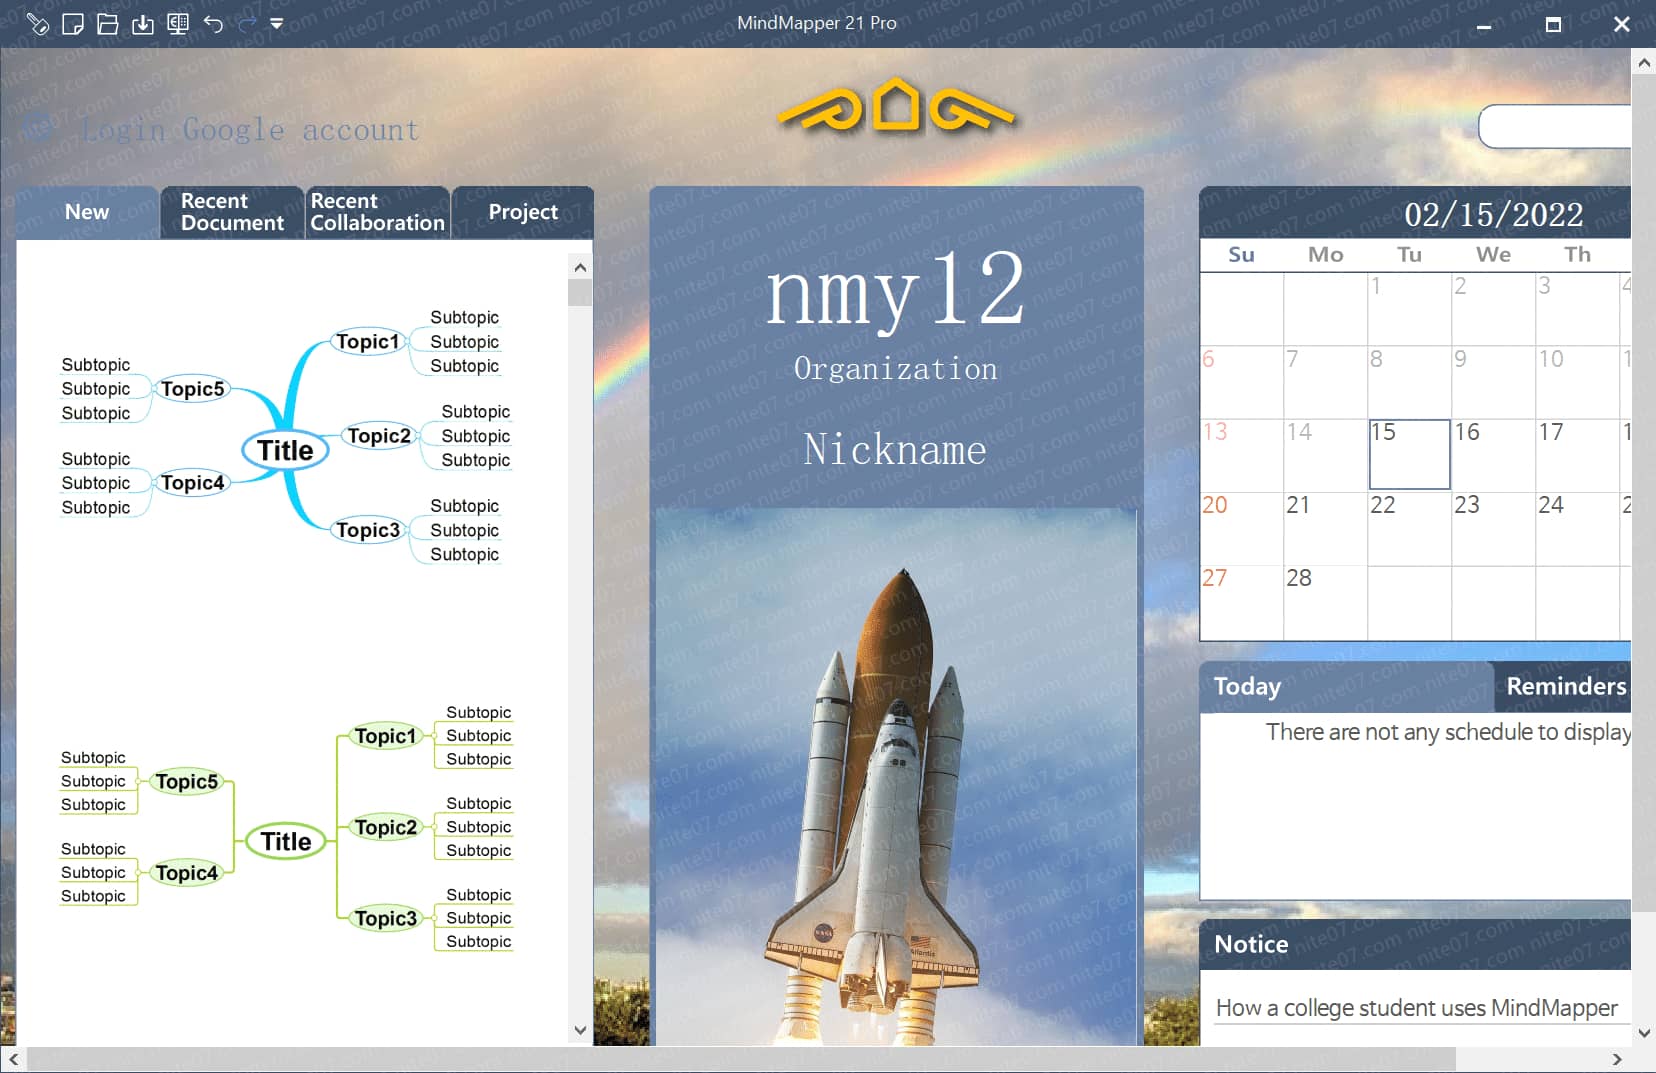 MindMapper 21 Pro
Login Google account
New
Recent Document
Recent Collaboration
Project
Subtopic
Topic1
Subtopic
Subtopic
Subtopic
Subtopic
Topic5
Subtopic
Subtopic
Topic2
Subtopic
Title
Subtopic
Subtopic
Subtopic
Topic4
Subtopic
Subtopic
Topic3
Subtopic
Subtopic
Subtopic
Topic1
Subtopic
Subtopic
Subtopic
Topic5
Subtopic
Subtopic
Topic2
Subtopic
Subtopic
Title
Subtopic
Subtopic
Topic4
Subtopic
Subtopic
Topic3
Subtopic
Subtopic
nmy12
Organization
Nickname
NASA
Atlantis
02/15/2022
Su Mo Tu We Th
1 2 3 4
6 7 8 9 10
13 14 15 16 17
20 21 22 23 24
27 28
Today Reminders
There are not any schedule to display
Notice
How a college student uses MindMapper
nite07.com